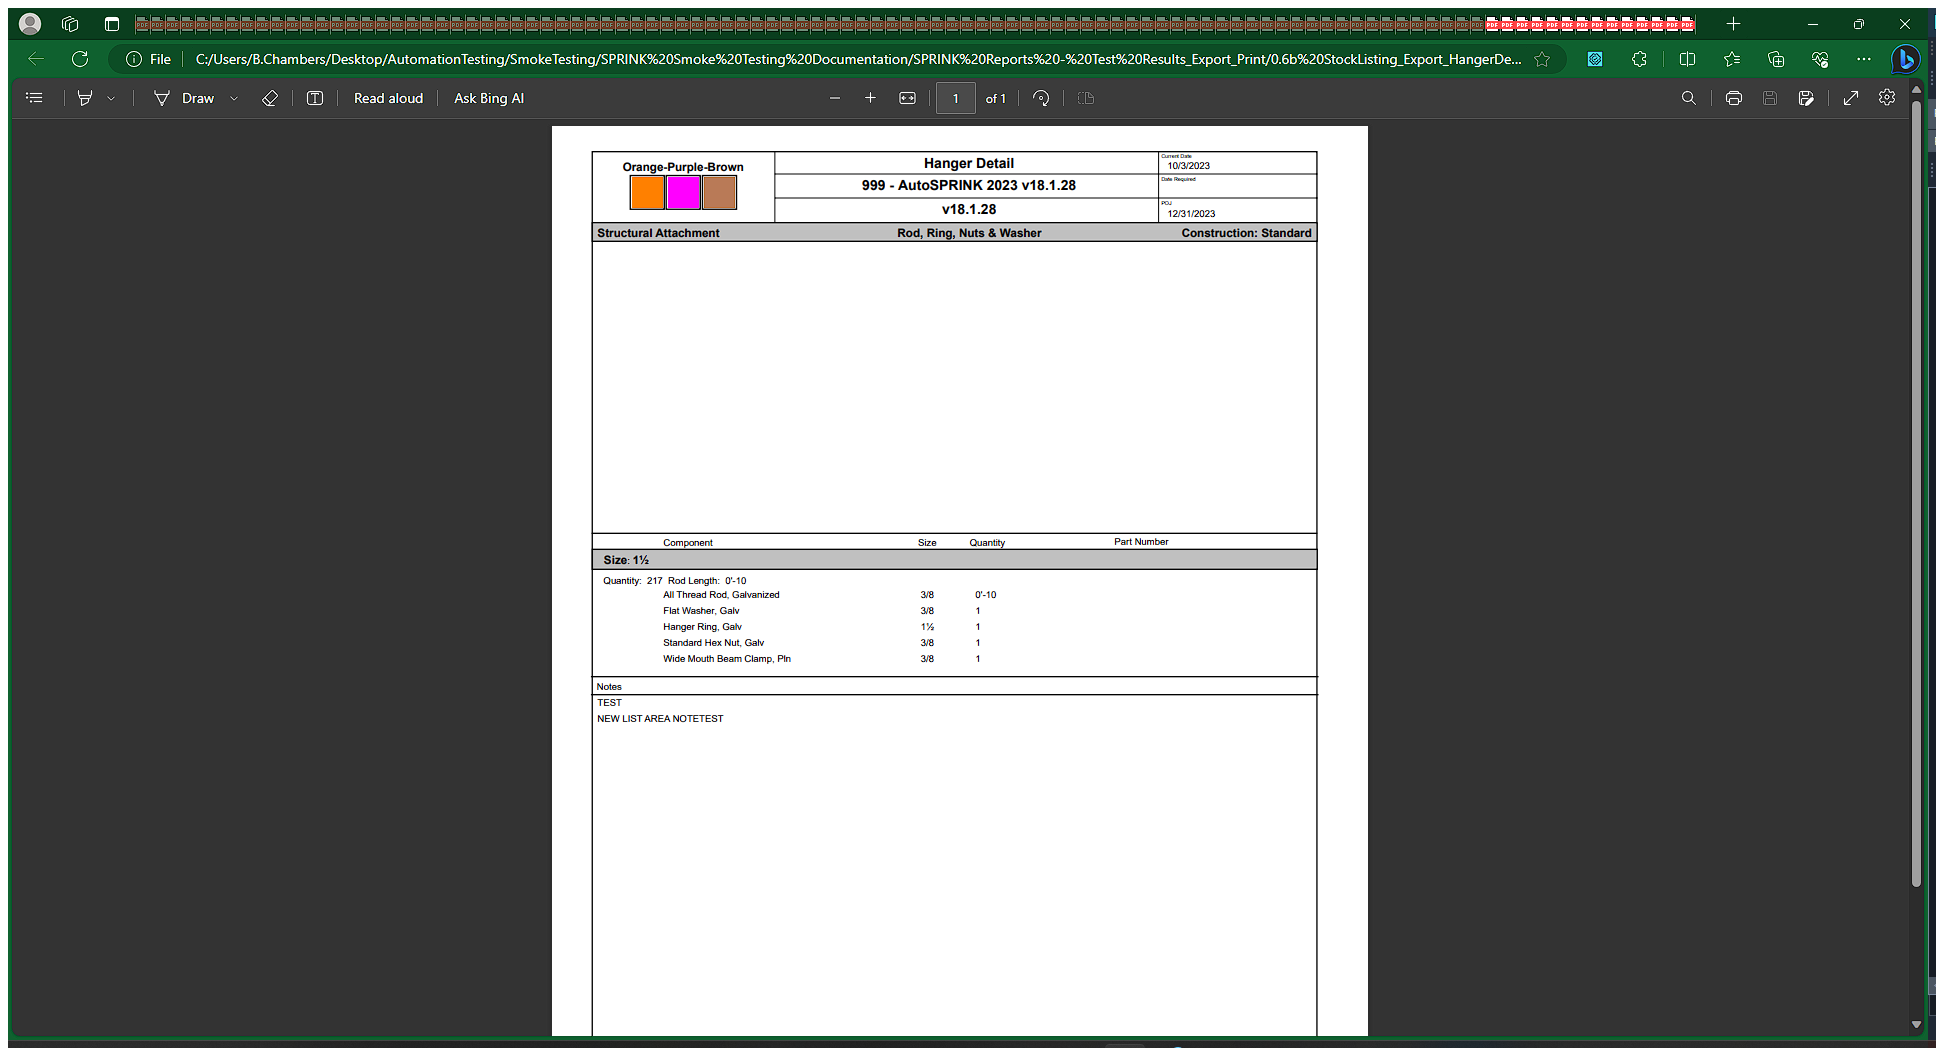 File C:/Users/B.Chambers/Desktop/AutomationTesting/SmokeTesting/SPRINK%20Smoke%20Testing%20Documentation/SPRINK%20Reports%20-%20Test%20Results_Export_Print/0.6b%20StockListing_Export_HangerDe...
Draw Read aloud Ask Bing AI 1 of 1
Orange-Purple-Brown
Hanger Detail
999 - AutoSPRINK 2023 v18.1.28
v18.1.28
Current Date
10/3/2023
Date Required
POJ
12/31/2023
Structural Attachment Rod, Ring, Nuts & Washer Construction: Standard
Component Size Quantity Part Number
Size: 1½
Quantity: 217 Rod Length: 0'-10
All Thread Rod, Galvanized 3/8 0'-10
Flat Washer, Galv 3/8 1
Hanger Ring, Galv 1½ 1
Standard Hex Nut, Galv 3/8 1
Wide Mouth Beam Clamp, Pln 3/8 1
Notes
TEST
NEW LIST AREA NOTETEST